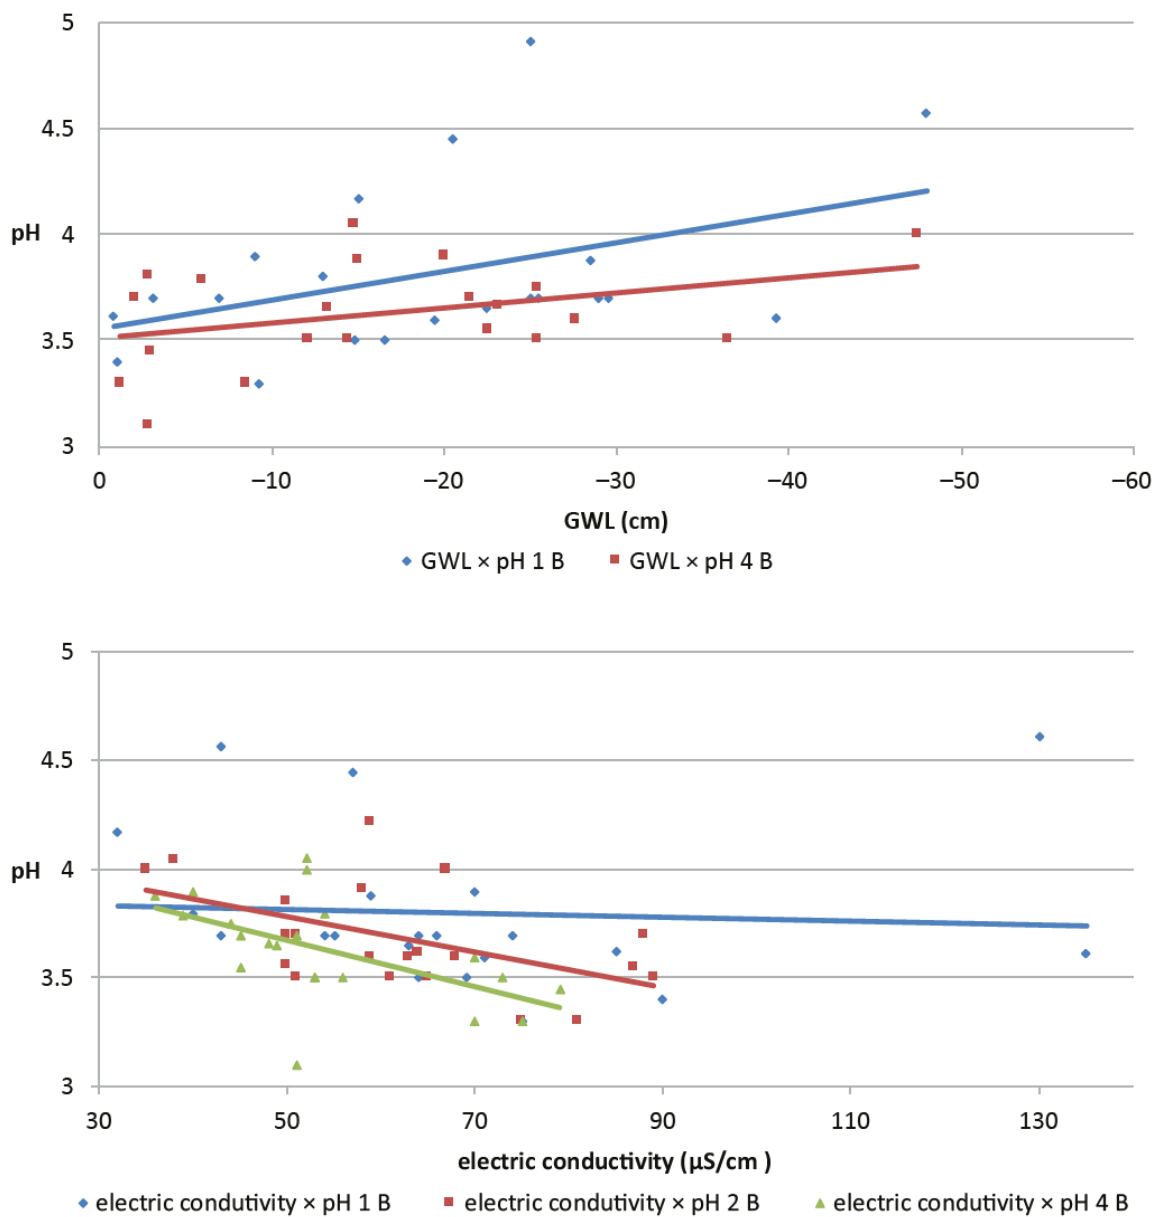 5
4.5
pH 4
3.5
3
0 –10 –20 –30 –40 –50 –60
GWL (cm)
GWL × pH 1 B GWL × pH 4 B
5
4.5
pH 4
3.5
3
30 50 70 90 110 130
electric conductivity (µS/cm )
electric condutivity × pH 1 B electric condutivity × pH 2 B electric condutivity × pH 4 B